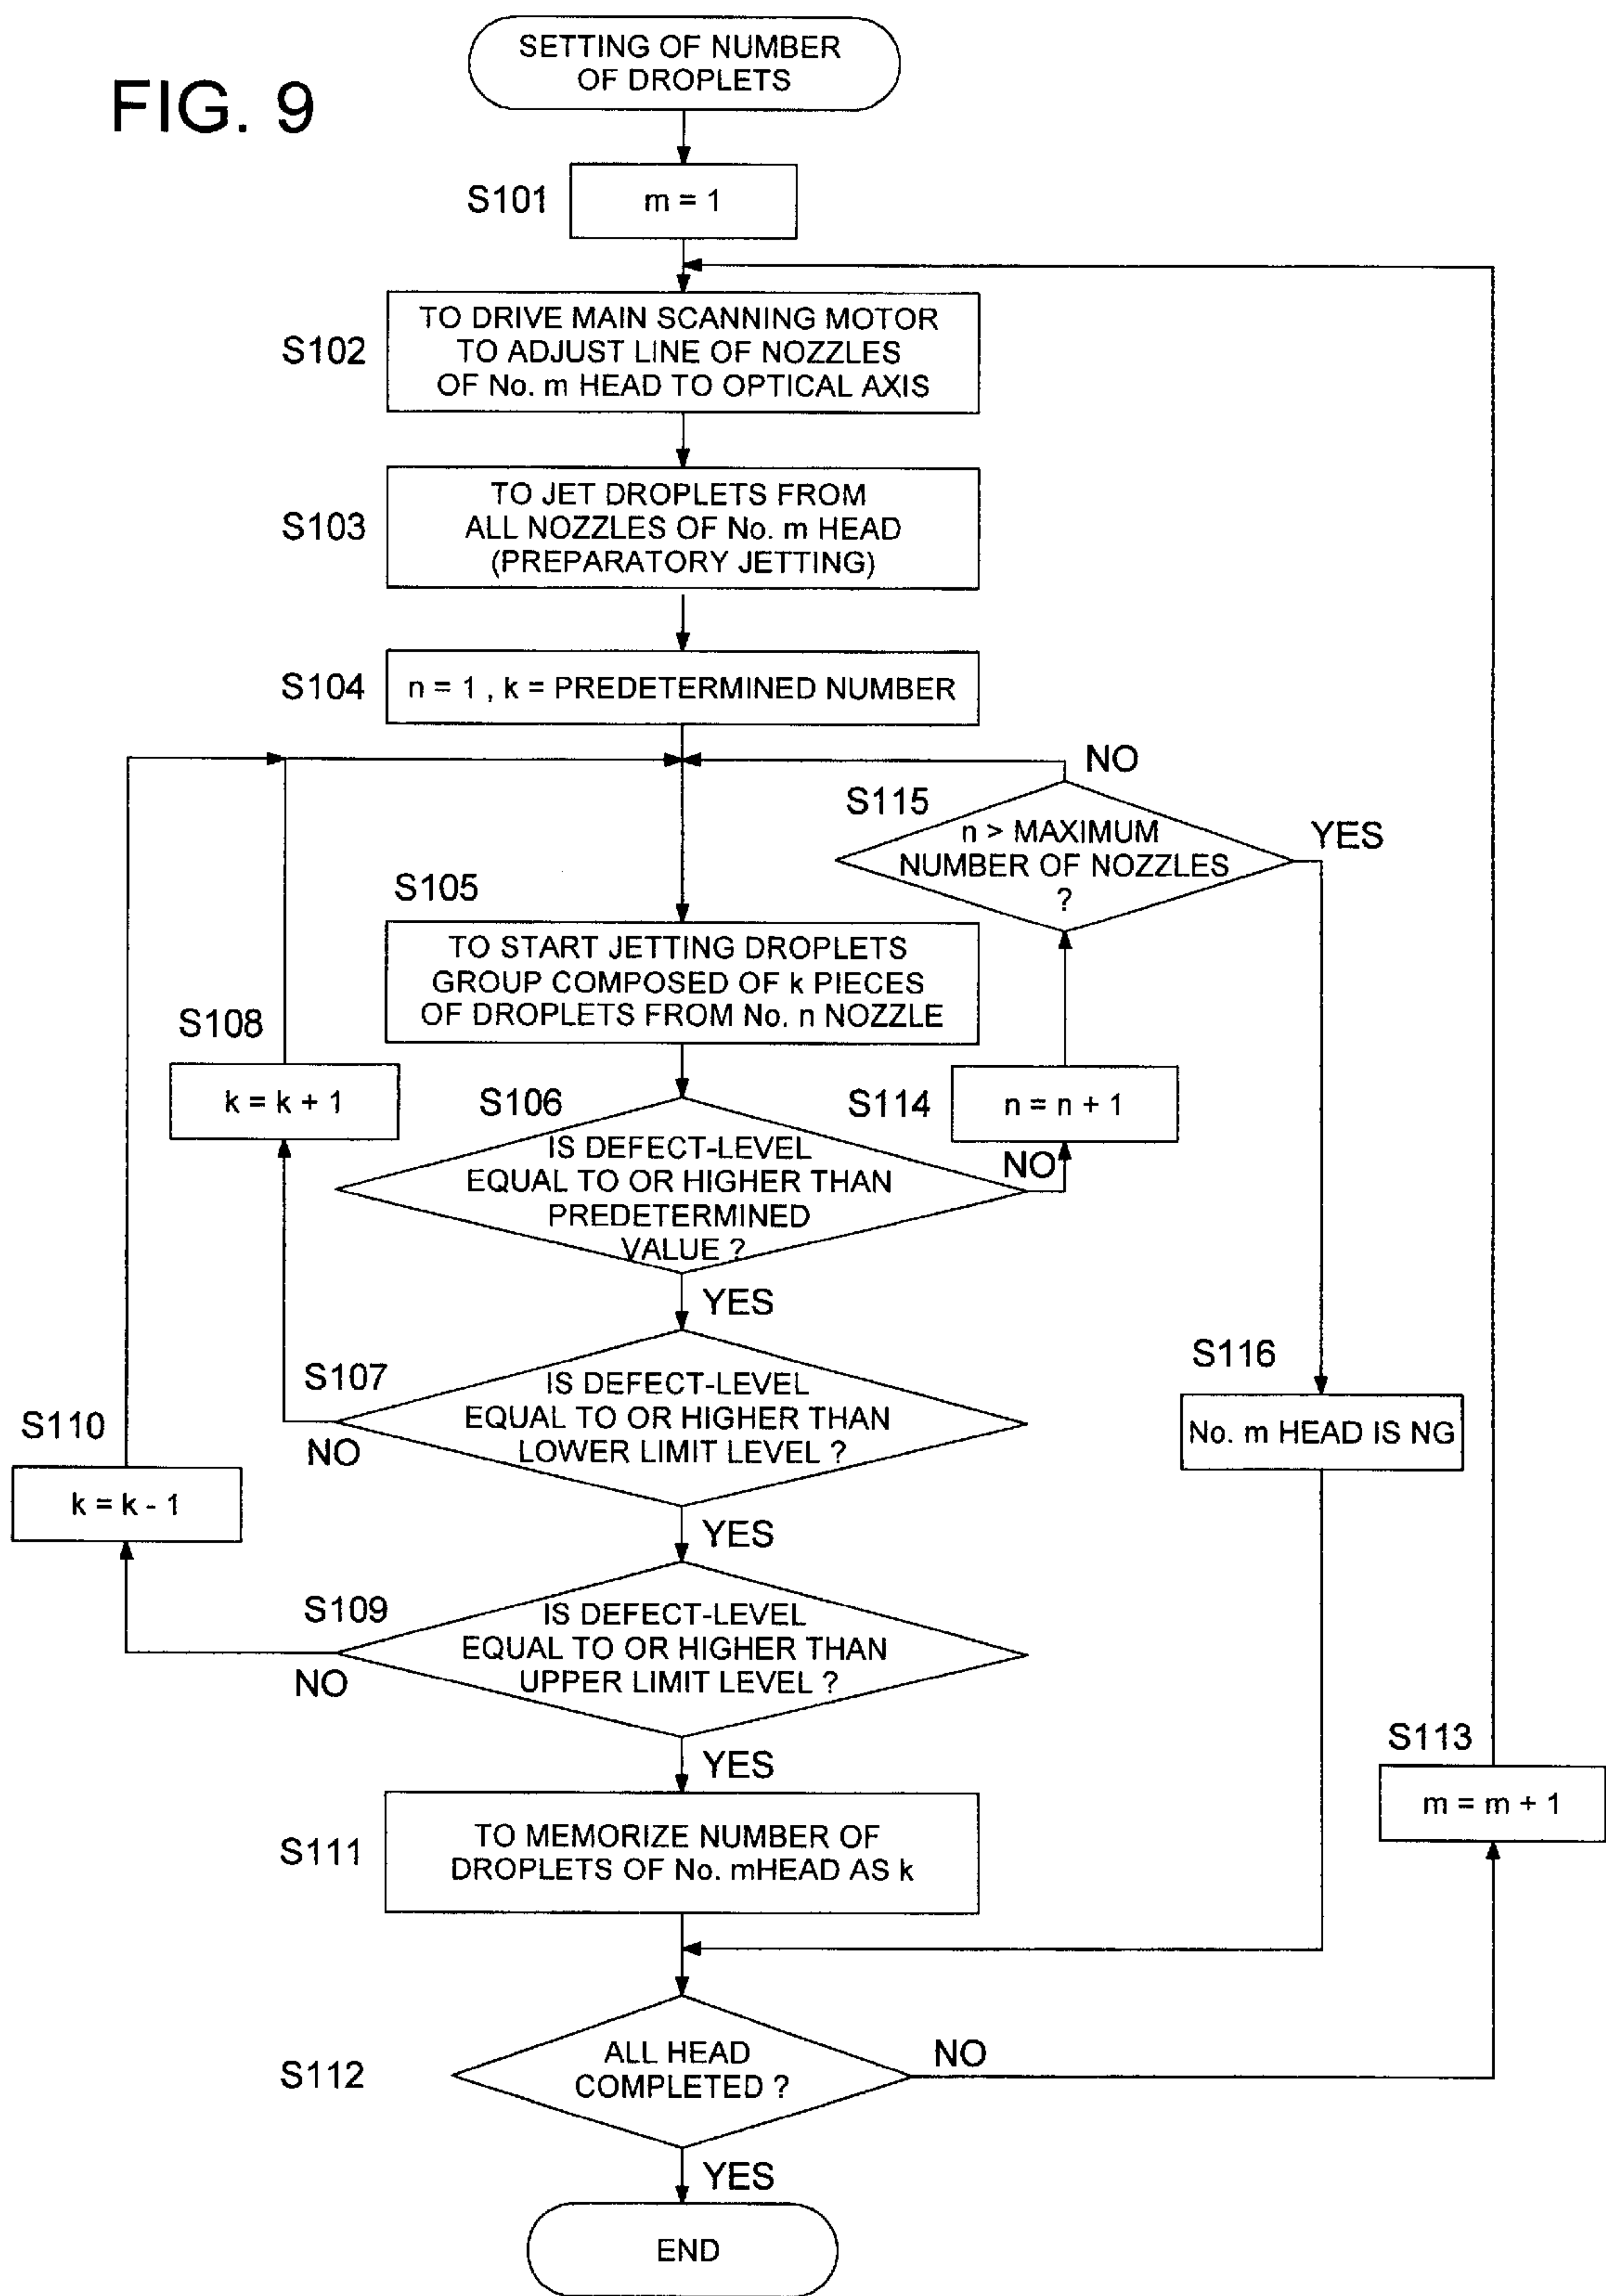 FIG. 9
SETTING OF NUMBER
OF DROPLETS
S101
m = 1
S102
TO DRIVE MAIN SCANNING MOTOR
TO ADJUST LINE OF NOZZLES
OF No. m HEAD TO OPTICAL AXIS
S103
TO JET DROPLETS FROM
ALL NOZZLES OF No. m HEAD
(PREPARATORY JETTING)
S104
n = 1 , k = PREDETERMINED NUMBER
NO
S115
n > MAXIMUM
NUMBER OF NOZZLES
?
YES
S105
TO START JETTING DROPLETS
GROUP COMPOSED OF k PIECES
OF DROPLETS FROM No. n NOZZLE
S108
k = k + 1
S106
IS DEFECT-LEVEL
EQUAL TO OR HIGHER THAN
PREDETERMINED
VALUE ?
S114
n = n + 1
NO
YES
S107
IS DEFECT-LEVEL
EQUAL TO OR HIGHER THAN
LOWER LIMIT LEVEL ?
NO
S116
No. m HEAD IS NG
S110
k = k - 1
YES
S109
IS DEFECT-LEVEL
EQUAL TO OR HIGHER THAN
UPPER LIMIT LEVEL ?
NO
YES
S113
m = m + 1
S111
TO MEMORIZE NUMBER OF
DROPLETS OF No. mHEAD AS k
S112
ALL HEAD
COMPLETED ?
NO
YES
END